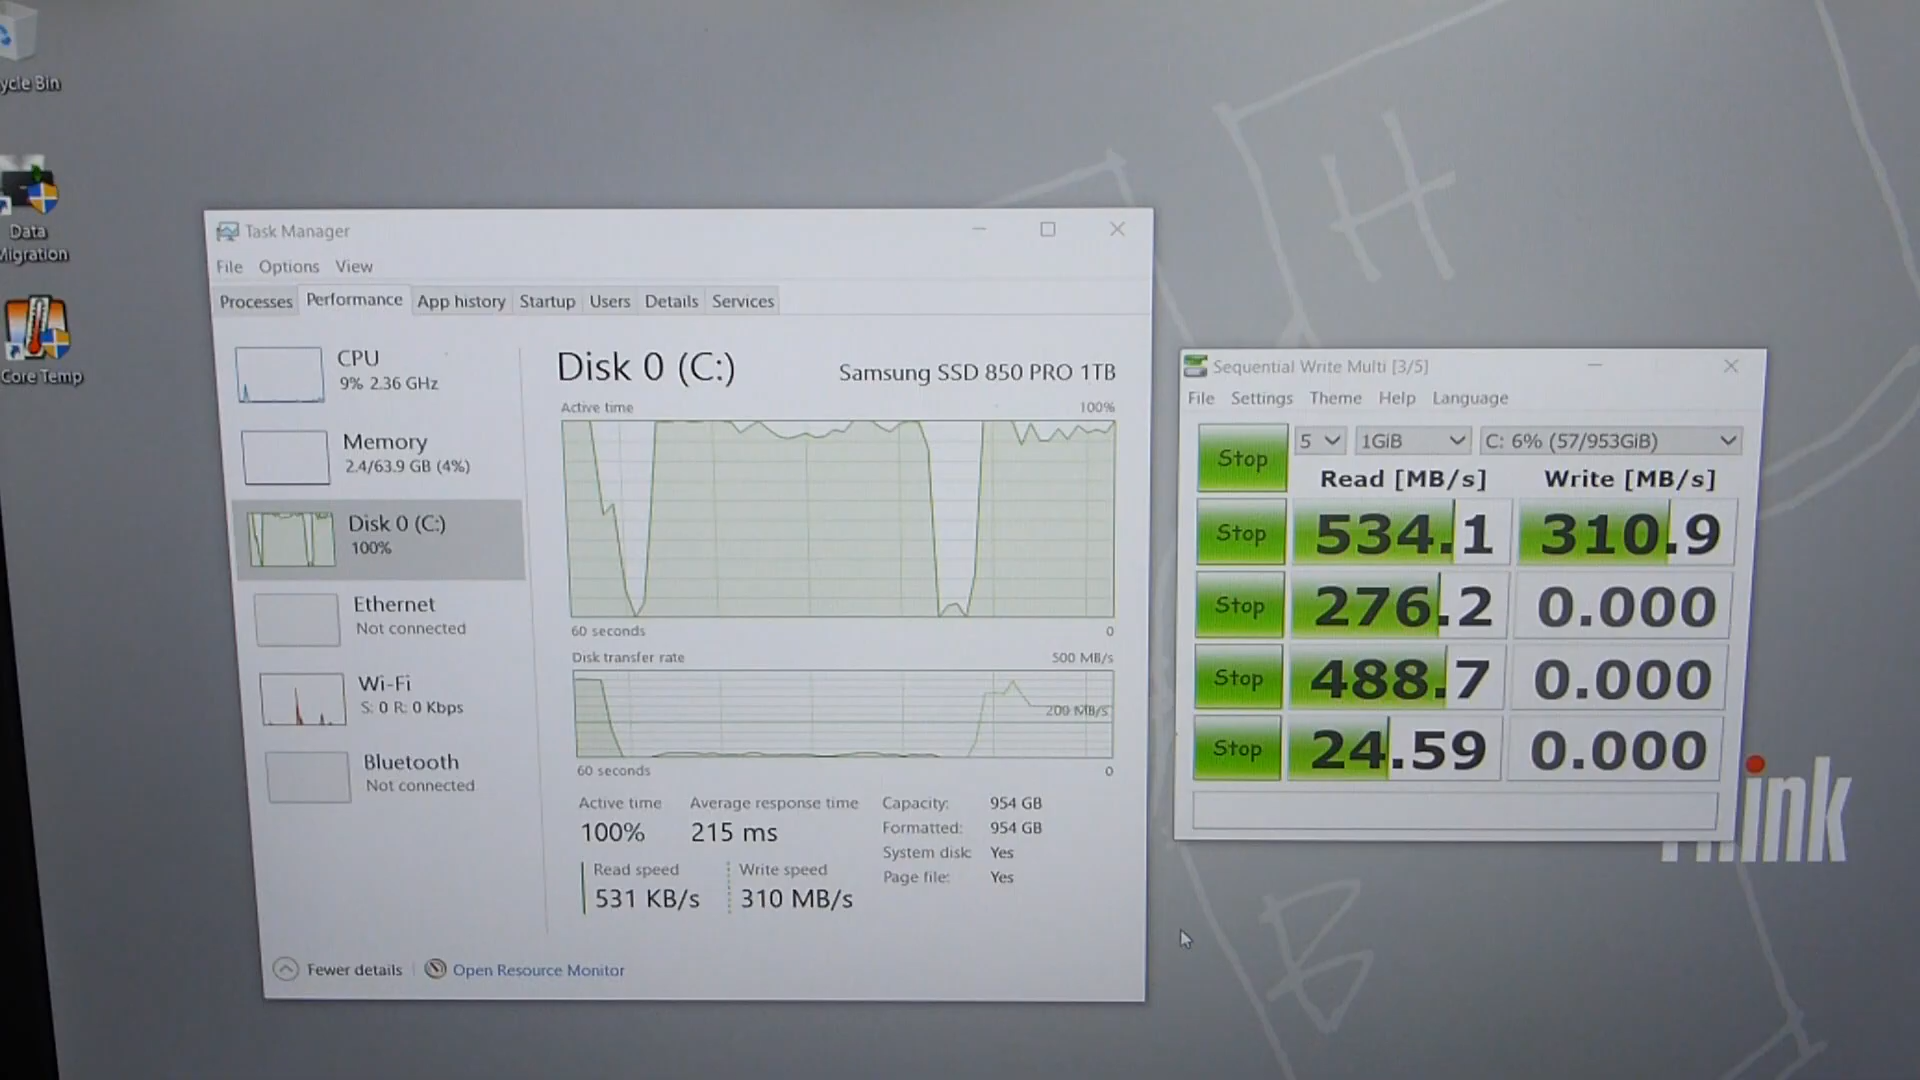 ycle Bin
Data
Migration
Core Temp
Task Manager
File Options View
Processes Performance App history Startup Users Details Services
CPU
9% 2.36 GHz
Memory
2.4/63.9 GB (4%)
Disk 0 (C:)
100%
Ethernet
Not connected
Wi-Fi
S: 0 R: 0 Kbps
Bluetooth
Not connected
Disk 0 (C:) Samsung SSD 850 PRO 1TB
Active time 100%
60 seconds 0
Disk transfer rate 500 MB/s
200 MB/s
60 seconds 0
Active time Average response time
100% 215 ms
Read speed Write speed
531 KB/s 310 MB/s
Capacity: 954 GB
Formatted: 954 GB
System disk: Yes
Page file: Yes
Fewer details Open Resource Monitor
Sequential Write Multi [3/5]
File Settings Theme Help Language
Stop 5 1GiB C: 6% (57/953GiB)
Read [MB/s] Write [MB/s]
Stop 534.1 310.9
Stop 276.2 0.000
Stop 488.7 0.000
Stop 24.59 0.000
Think
H
B